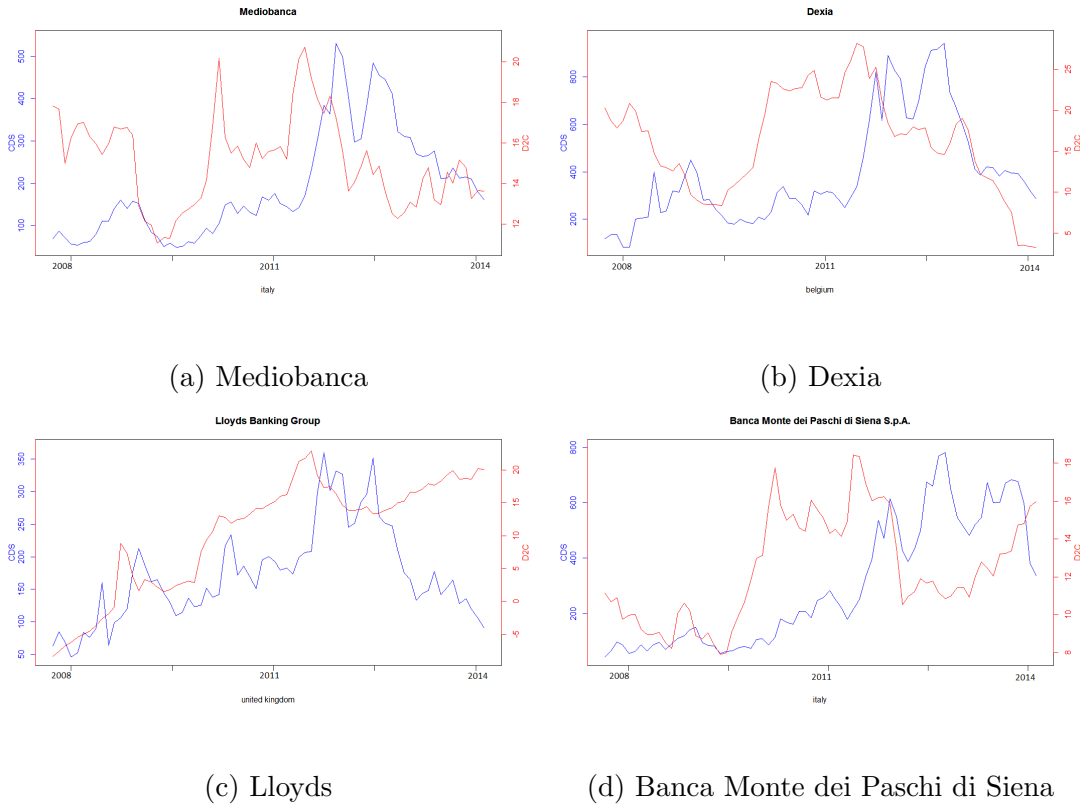 Mediobanca
500
400
300
200
100
CDS
20
18
16
14
12
D2C
2008
2011
2014
italy
(a) Mediobanca
Dexia
800
600
400
200
CDS
25
20
15
10
5
D2C
2008
2011
2014
belgium
(b) Dexia
Lloyds Banking Group
350
300
250
200
150
100
50
CDS
20
15
10
5
0
-5
D2C
2008
2011
2014
united kingdom
(c) Lloyds
Banca Monte dei Paschi di Siena S.p.A.
800
600
400
200
CDS
18
16
14
12
10
8
D2C
2008
2011
2014
italy
(d) Banca Monte dei Paschi di Siena